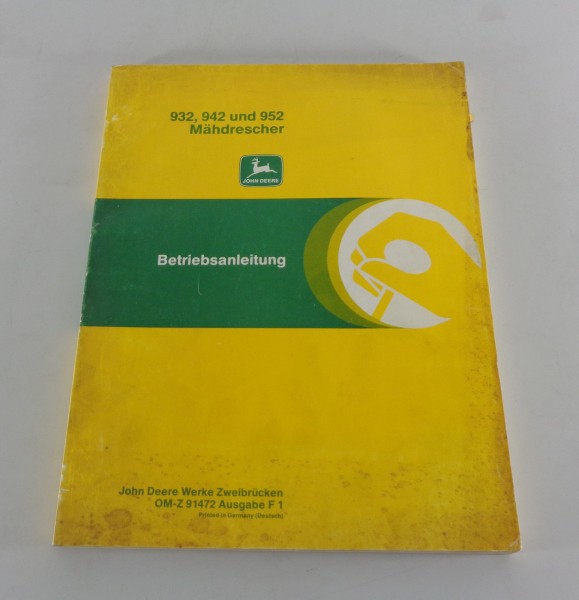 932, 942 und 952
Mähdrescher
JOHN DEERE
Betriebsanleitung
John Deere Werke Zweibrücken
OM-Z 91472 Ausgabe F 1
Printed in Germany (Deutsch)